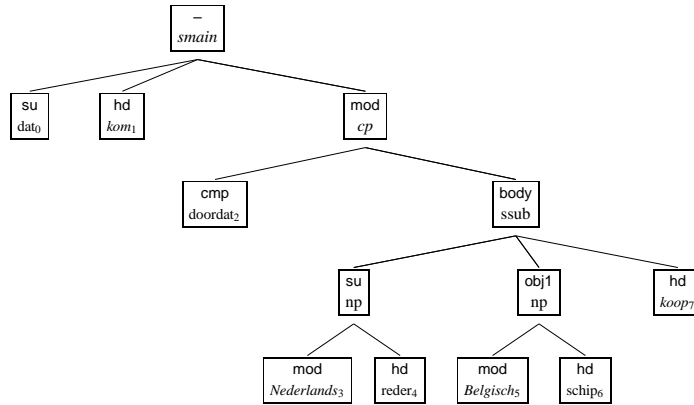 –
smain
su
dat0
hd
kom1
mod
cp
cmp
doordat2
body
ssub
su
np
obj1
np
hd
koop7
mod
Nederlands3
hd
reder4
mod
Belgisch5
hd
schip6